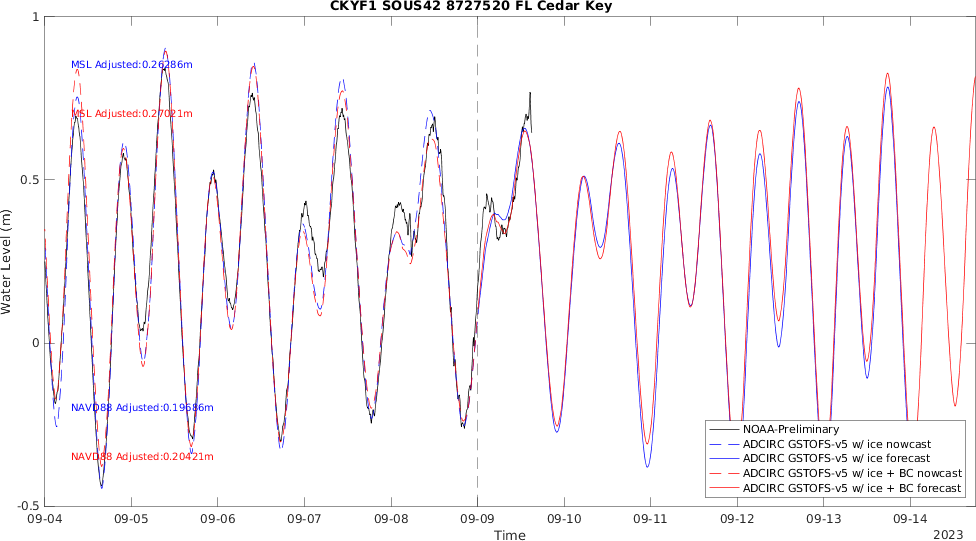 CKYF1 SOUS42 8727520 FL Cedar Key
1
MSL Adjusted:0.26286m
MSL Adjusted:0.27021m
0.5
Water Level (m)
0
NAVD88 Adjusted:0.19686m
NAVD88 Adjusted:0.20421m
NOAA-Preliminary
ADCIRC GSTOFS-v5 w/ ice nowcast
ADCIRC GSTOFS-v5 w/ ice forecast
ADCIRC GSTOFS-v5 w/ ice + BC nowcast
ADCIRC GSTOFS-v5 w/ ice + BC forecast
-0.5
09-04 09-05 09-06 09-07 09-08 09-09 09-10 09-11 09-12 09-13 09-14
Time
2023